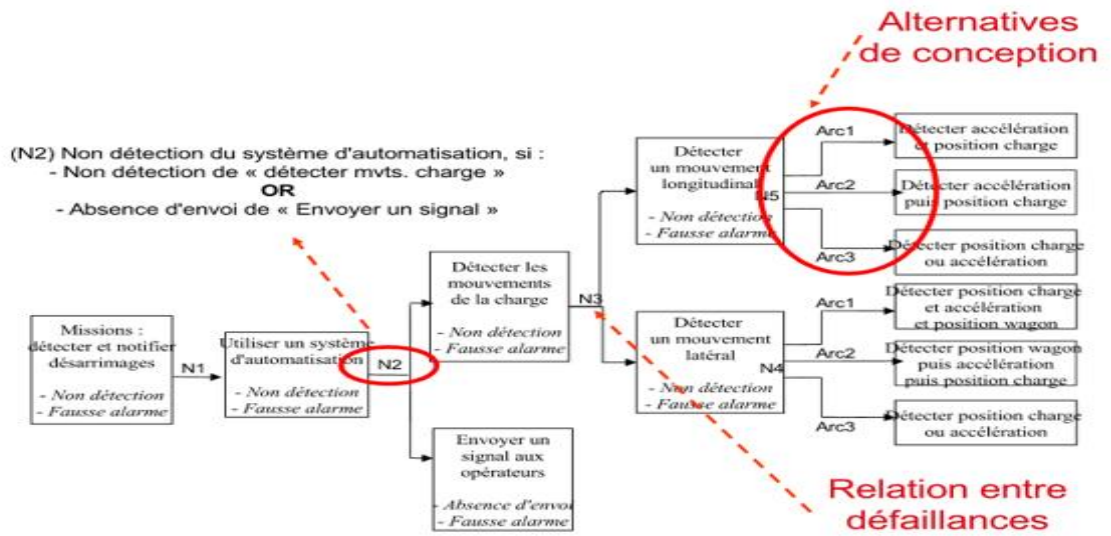 Alternatives
de conception
(N2) Non détection du système d'automatisation, si :
- Non détection de « détecter mvts. charge »
OR
- Absence d'envoi de « Envoyer un signal »
Missions :
détecter et notifier
désarrimages
- Non détection
- Fausse alarme
N1
Utiliser un système
d'automatisation
- Non détection
- Fausse alarme
N2
Détecter les
mouvements
de la charge
- Non détection
- Fausse alarme
Envoyer un
signal aux
opérateurs
- Absence d'envoi
- Fausse alarme
N3
Détecter
un mouvement
longitudinal
- Non détection
- Fausse alarme
N5
Arc1
Détecter accélération
et position charge
Arc2
Détecter accélération
puis position charge
Arc3
Détecter position charge
ou accélération
Détecter
un mouvement
latéral
- Non détection
- Fausse alarme
N4
Arc1
Détecter position charge
et accélération
et position wagon
Arc2
Détecter position wagon
puis accélération
puis position charge
Arc3
Détecter position charge
ou accélération
Relation entre
défaillances